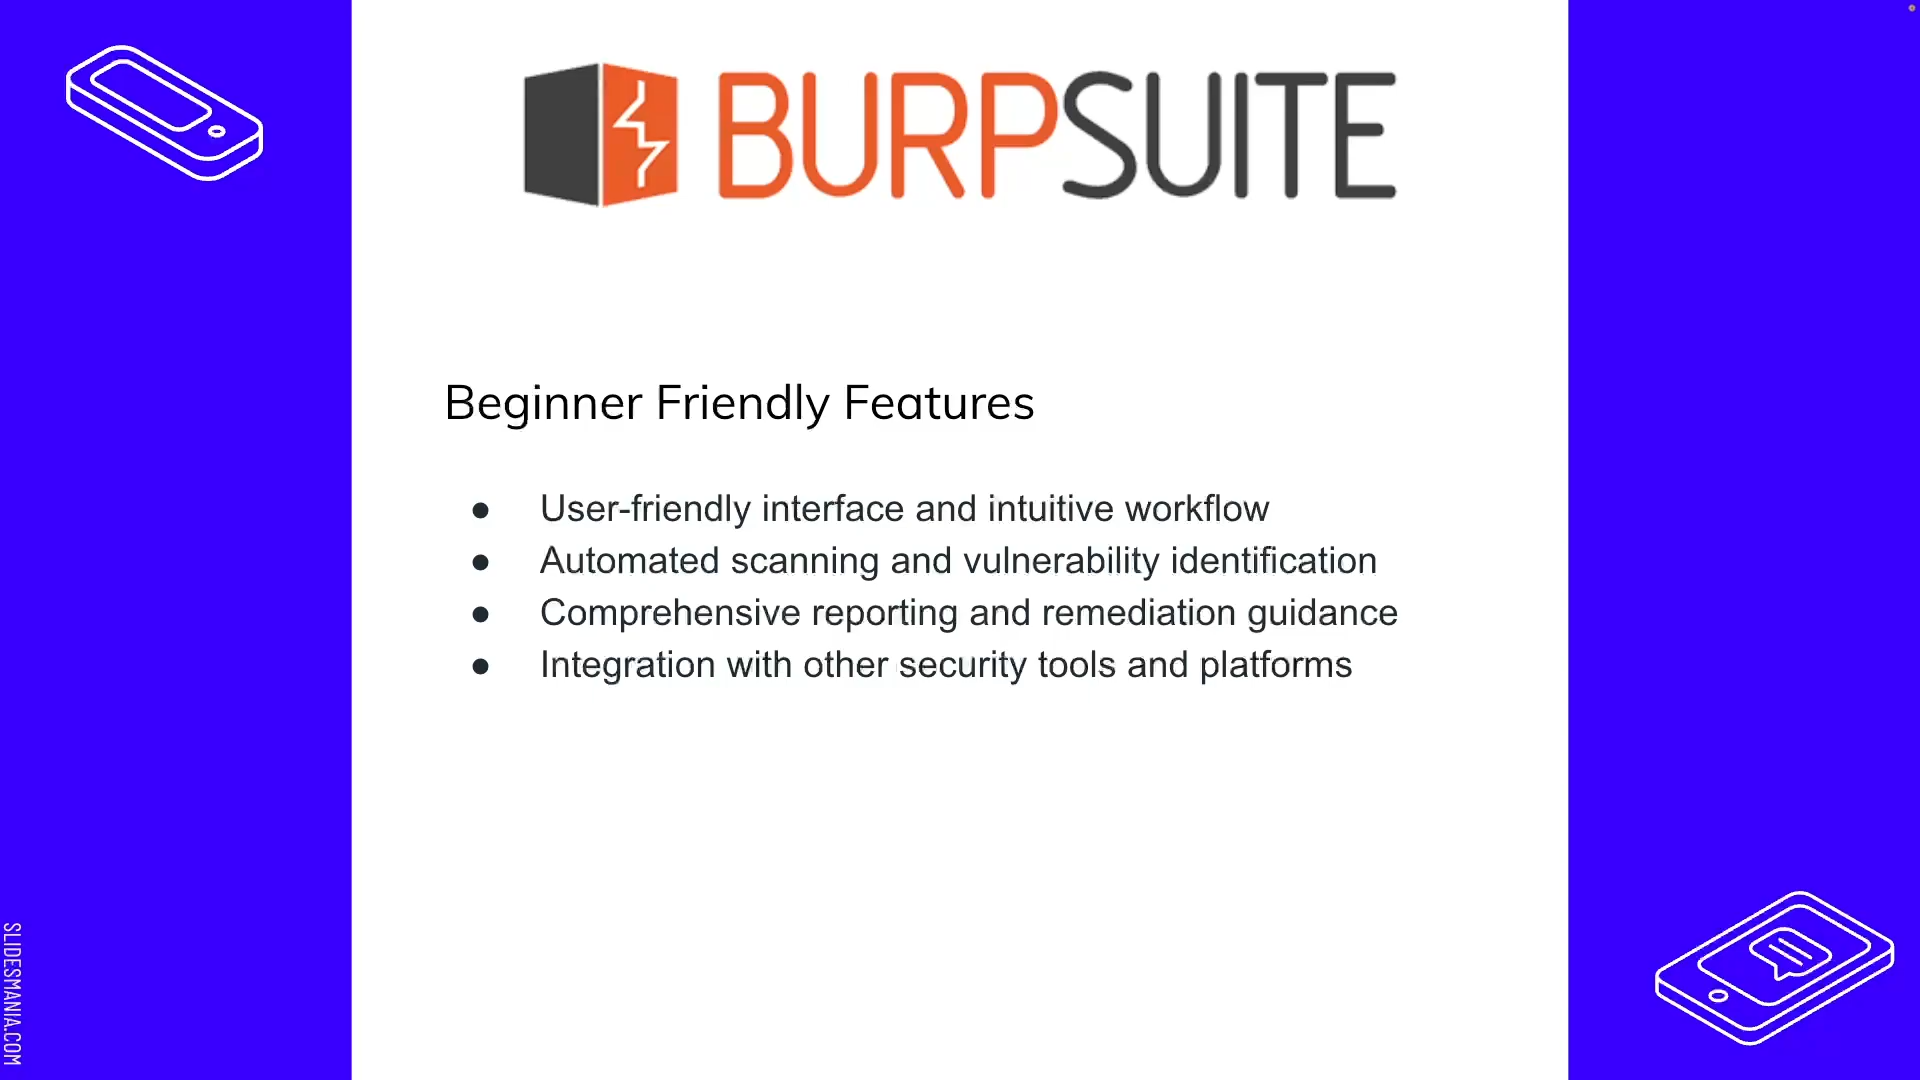 BURPSUITE
Beginner Friendly Features
● User-friendly interface and intuitive workflow
● Automated scanning and vulnerability identification
● Comprehensive reporting and remediation guidance
● Integration with other security tools and platforms
SLIDESMANIA.COM